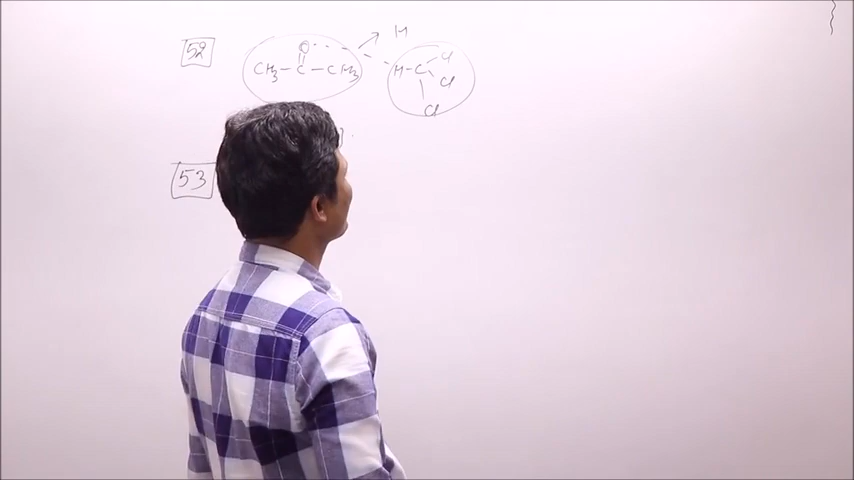 52
H
O
CH3 - C - CH3
H - C
Cl
Cl
Cl
53